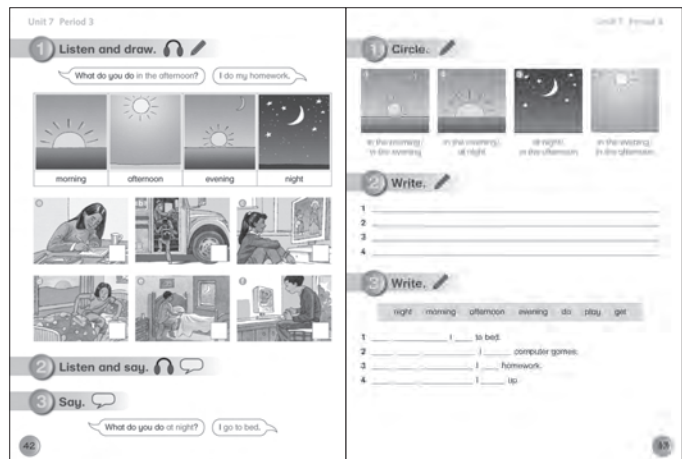 Unit 7 Period 3
1 Listen and draw.
What do you do in the afternoon? I do my homework.
morning afternoon evening night
2 Listen and say.
3 Say.
What do you do at night? I go to bed.
42
Unit 7 Period 3
1 Circle.
in the morning / in the evening
in the morning / at night
at night / in the afternoon
in the evening / in the afternoon
2 Write.
1
2
3
4
3 Write.
night morning afternoon evening do play get
1 I to bed.
2 I computer games.
3 I homework.
4 I up.
43